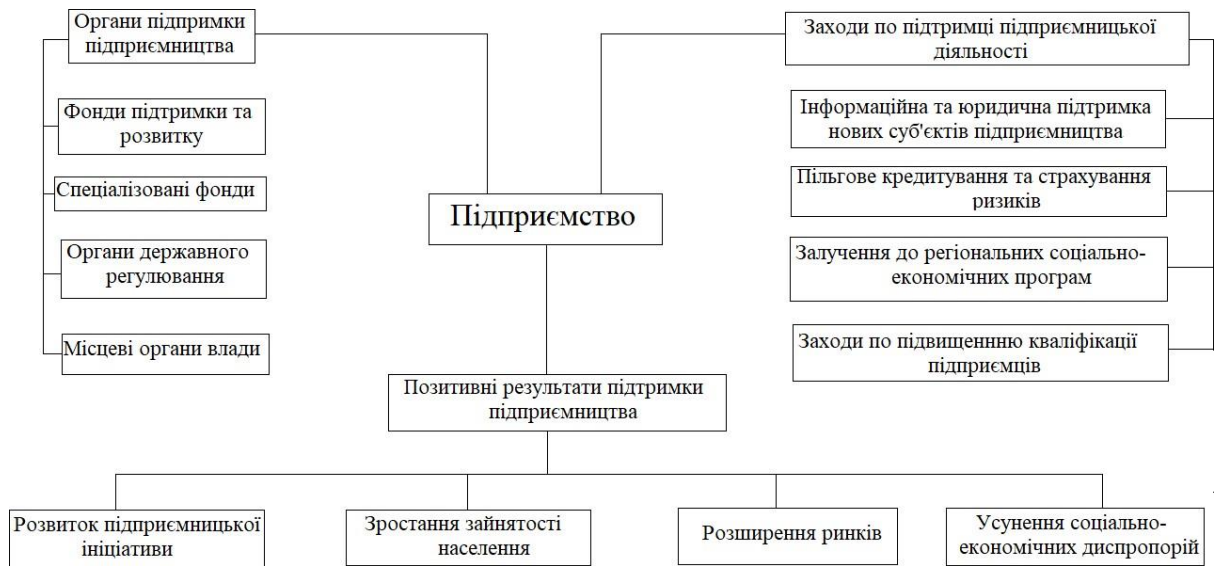 Органи підпримки
підприємництва
Фонди підтримки та
розвитку
Спеціалізовані фонди
Органи державного
регулювання
Місцеві органи влади
Підприємство
Заходи по підтримці підприємницької
діяльності
Інформаційна та юридична підтримка
нових суб'єктів підприємництва
Пільгове кредитування та страхування
ризиків
Залучення до регіональних соціально-
економічних програм
Заходи по підвищеннню кваліфікації
підприємців
Позитивні результати підтримки
підприємництва
Розвиток підприємницької
ініціативи
Зростання зайнятості
населення
Розширення ринків
Усунення соціально-
економічних диспропорій